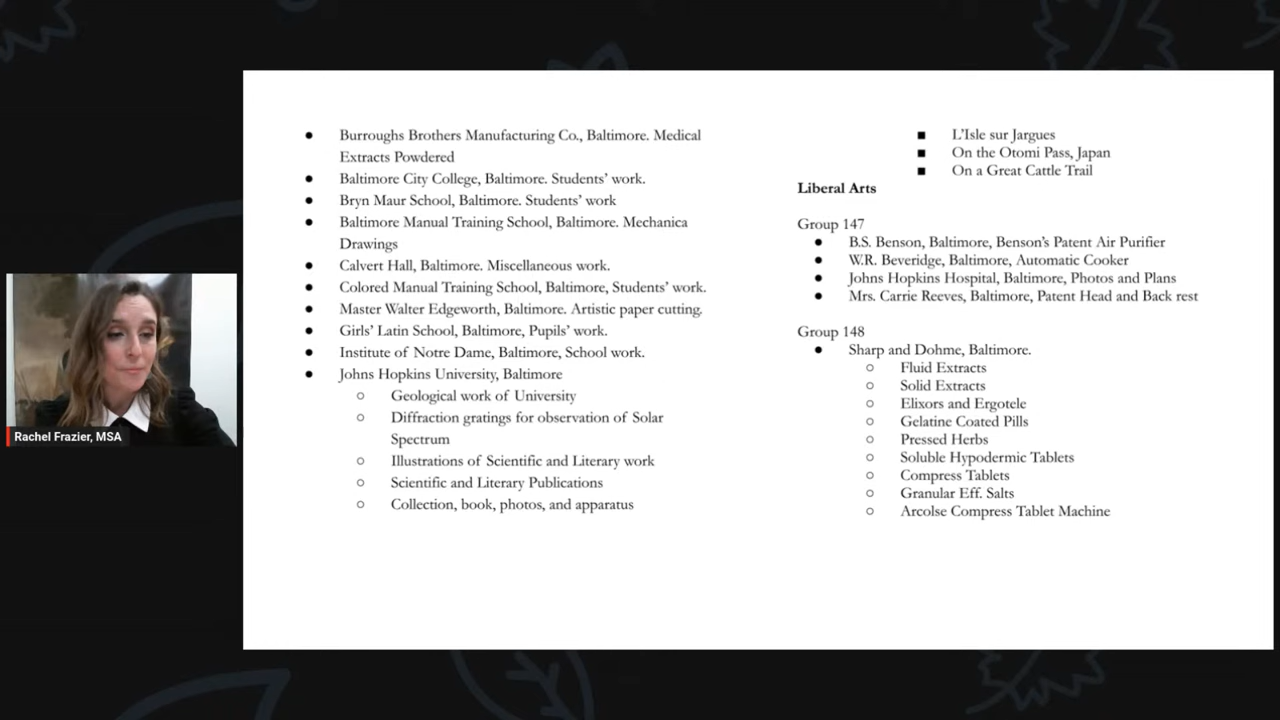 Burroughs Brothers Manufacturing Co., Baltimore. Medical
Extracts Powdered
Baltimore City College, Baltimore. Students' work.
Bryn Maur School, Baltimore. Students' work
Baltimore Manual Training School, Baltimore. Mechanica
Drawings
Calvert Hall, Baltimore. Miscellaneous work.
Colored Manual Training School, Baltimore, Students' work.
Master Walter Edgeworth, Baltimore. Artistic paper cutting.
Girls' Latin School, Baltimore, Pupils' work.
Institute of Notre Dame, Baltimore, School work.
Johns Hopkins University, Baltimore
Geological work of University
Diffraction gratings for observation of Solar
Spectrum
Illustrations of Scientific and Literary work
Scientific and Literary Publications
Collection, book, photos, and apparatus
L'Isle sur Jargues
On the Otomi Pass, Japan
On a Great Cattle Trail
Liberal Arts
Group 147
B.S. Benson, Baltimore, Benson's Patent Air Purifier
W.R. Beveridge, Baltimore, Automatic Cooker
Johns Hopkins Hospital, Baltimore, Photos and Plans
Mrs. Carrie Reeves, Baltimore, Patent Head and Back rest
Group 148
Sharp and Dohme, Baltimore.
Fluid Extracts
Solid Extracts
Elixors and Ergotele
Gelatine Coated Pills
Pressed Herbs
Soluble Hypodermic Tablets
Compress Tablets
Granular Eff. Salts
Arcolse Compress Tablet Machine
Rachel Frazier, MSA